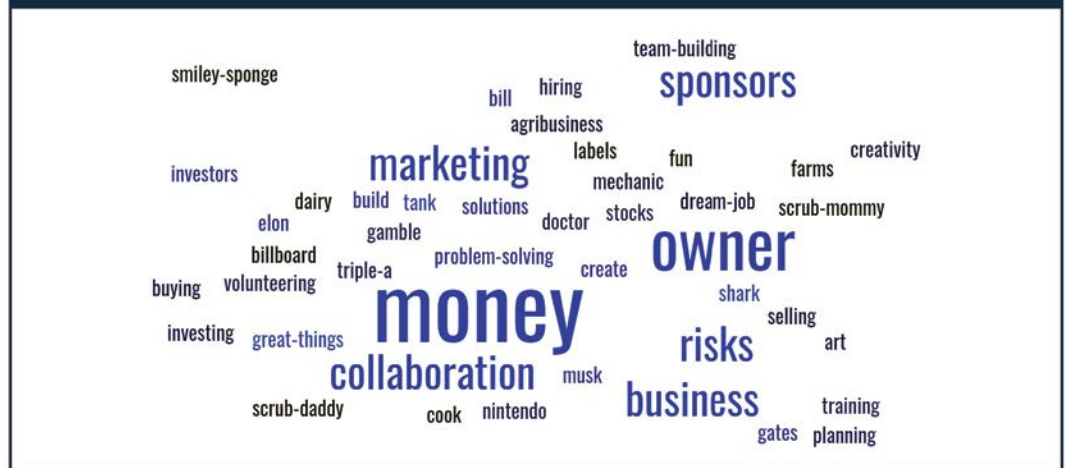 team-building
smiley-sponge
sponsors
hiring
bill
agribusiness
labels
creativity
fun
marketing
farms
investors
mechanic
dairy
build
tank
solutions
dream-job
scrub-mommy
stocks
elon
doctor
gamble
owner
billboard
problem-solving
triple-a
create
volunteering
buying
shark
money
selling
investing
great-things
risks
art
collaboration
musk
business
scrub-daddy
cook
nintendo
training
gates
planning